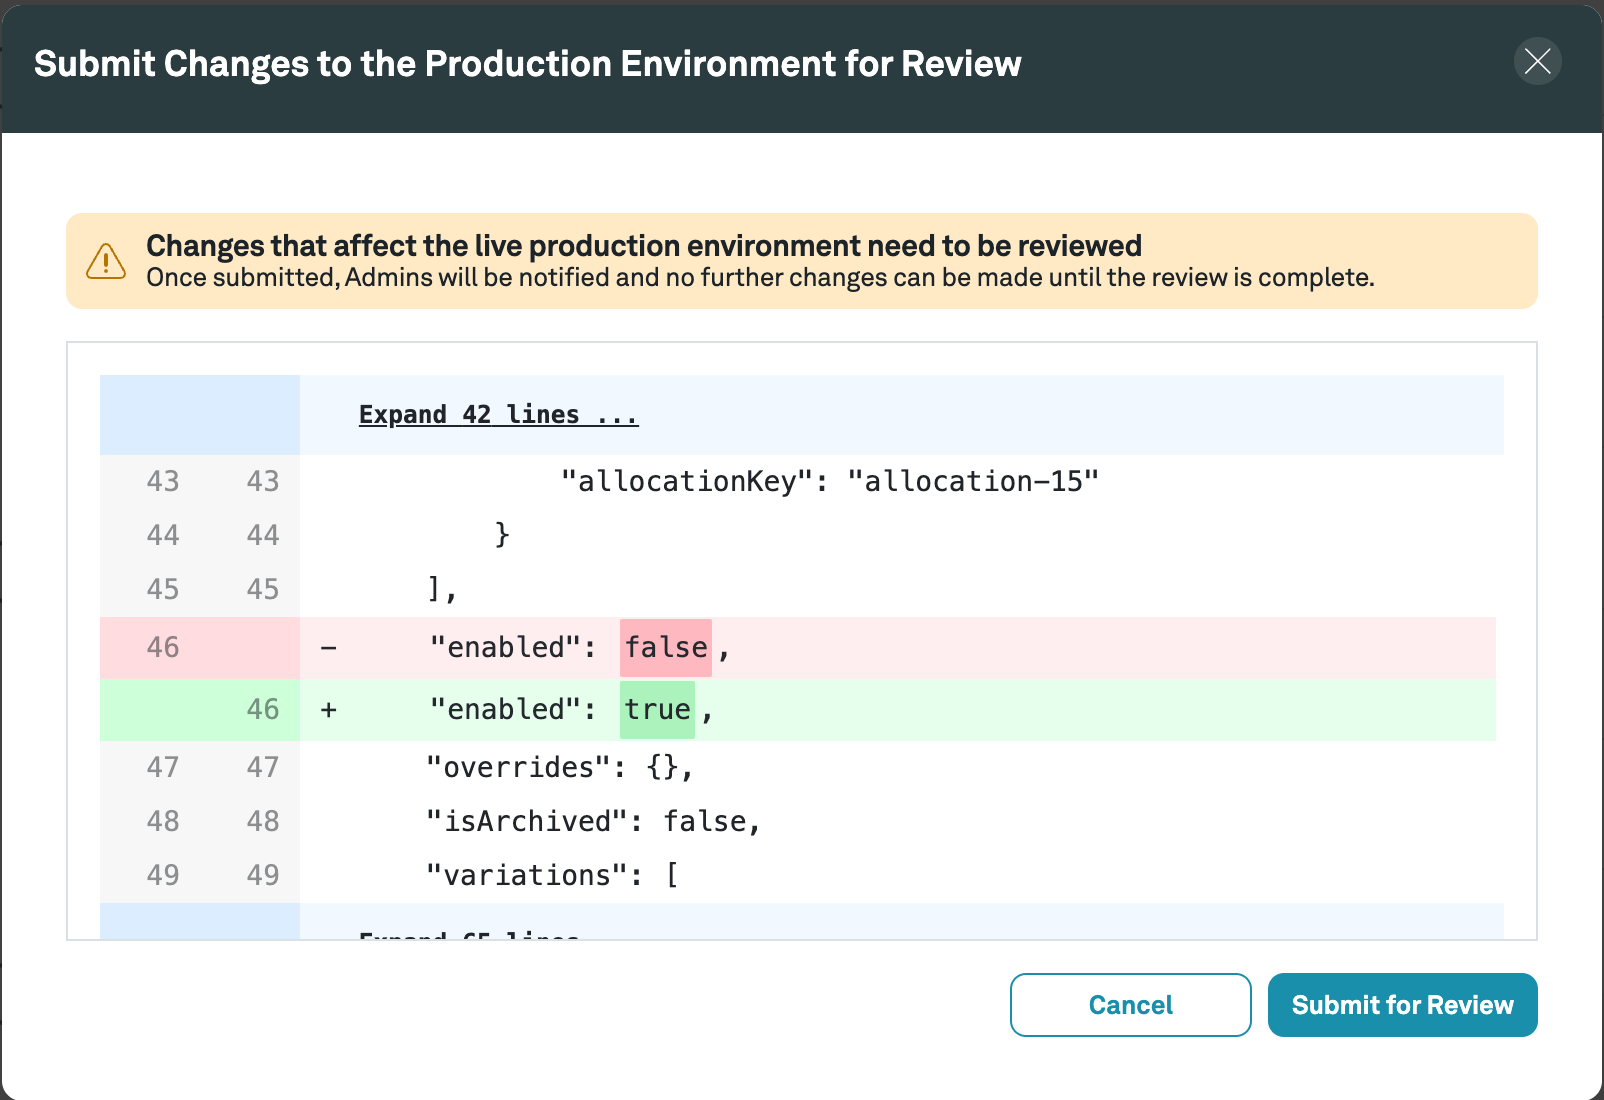 Submit Changes to the Production Environment for Review
Changes that affect the live production environment need to be reviewed
Once submitted, Admins will be notified and no further changes can be made until the review is complete.
Expand 42 lines ...
43 43 "allocationKey": "allocation-15"
44 44 }
45 45 ],
46 - "enabled": false,
46 + "enabled": true,
47 47 "overrides": {},
48 48 "isArchived": false,
49 49 "variations": [
Expand 65 lines
Cancel Submit for Review